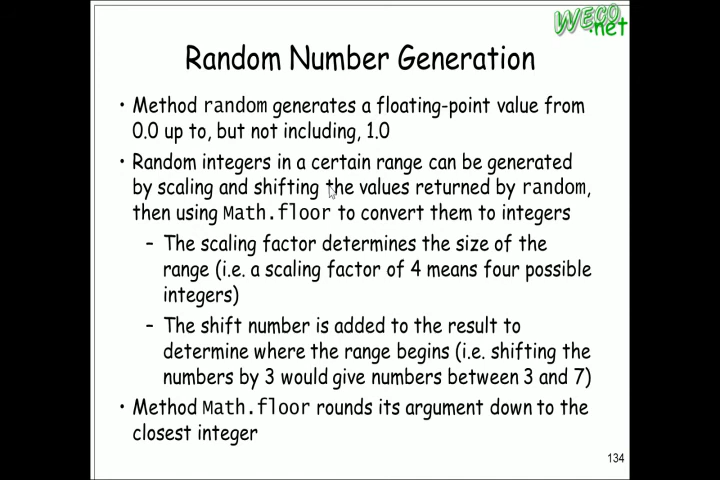 WECO
.net
Random Number Generation
• Method random generates a floating-point value from
0.0 up to, but not including, 1.0
• Random integers in a certain range can be generated
by scaling and shifting the values returned by random,
then using Math.floor to convert them to integers
– The scaling factor determines the size of the
range (i.e. a scaling factor of 4 means four possible
integers)
– The shift number is added to the result to
determine where the range begins (i.e. shifting the
numbers by 3 would give numbers between 3 and 7)
• Method Math.floor rounds its argument down to the
closest integer
134